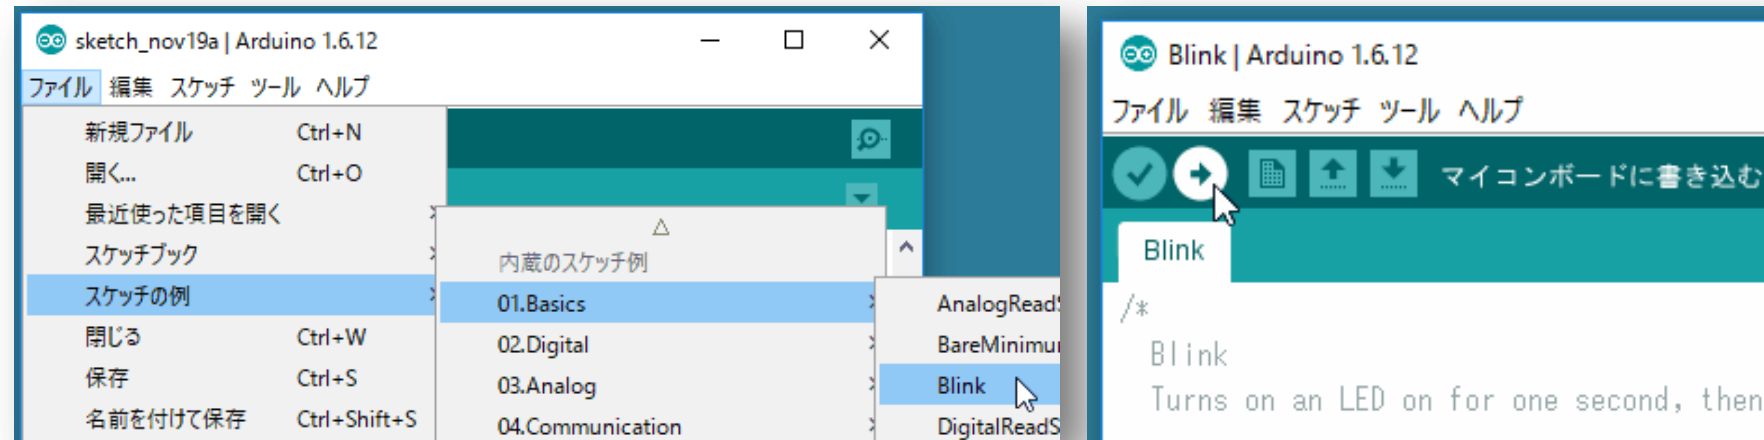 sketch_nov19a | Arduino 1.6.12
ファイル 編集 スケッチ ツール ヘルプ
新規ファイル Ctrl+N
開く... Ctrl+O
最近使った項目を開く
スケッチブック
スケッチの例
閉じる Ctrl+W
保存 Ctrl+S
名前を付けて保存 Ctrl+Shift+S
内蔵のスケッチ例
01.Basics
02.Digital
03.Analog
04.Communication
AnalogReadS
BareMinimu
Blink
DigitalReadS
Blink | Arduino 1.6.12
ファイル 編集 スケッチ ツール ヘルプ
マイコンボードに書き込む
Blink
/*
Blink
Turns on an LED on for one second, then